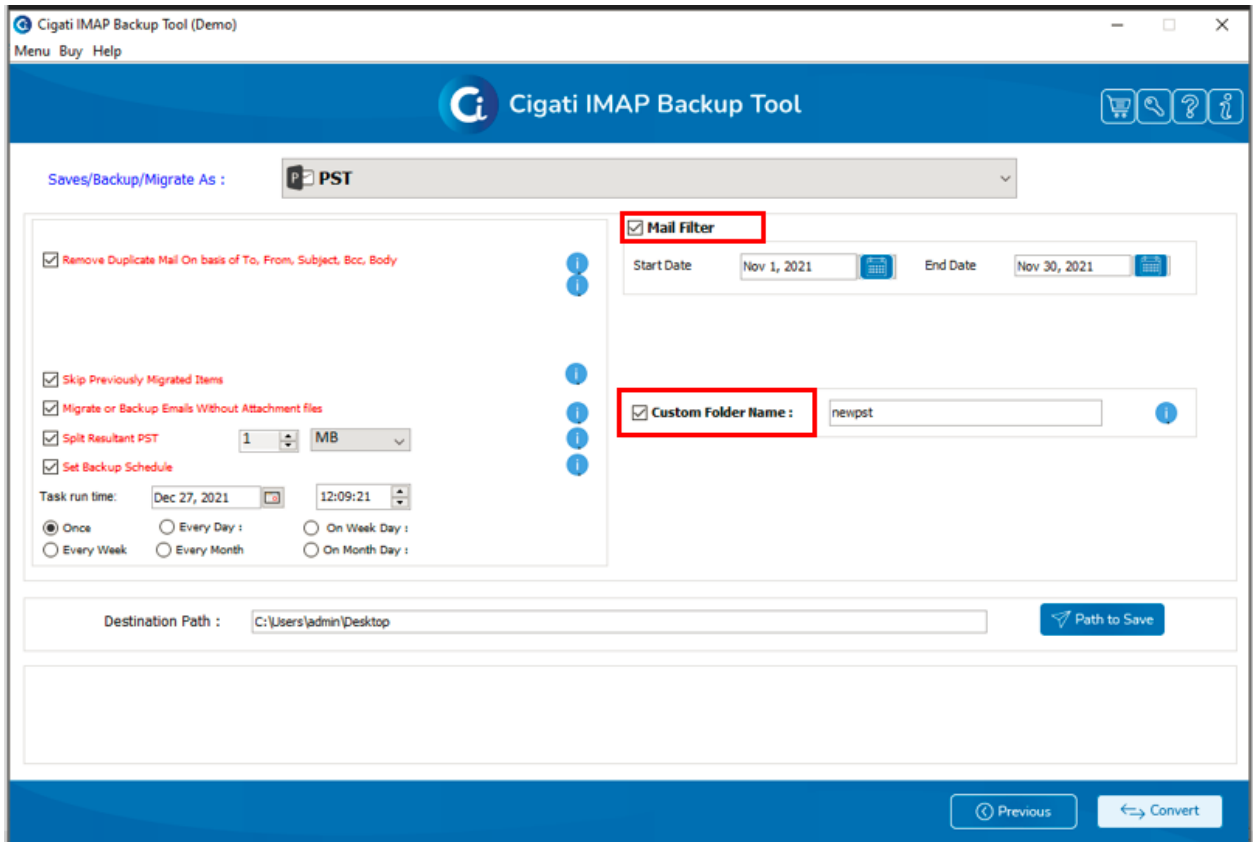 Cigati IMAP Backup Tool (Demo)
Menu Buy Help
Cigati IMAP Backup Tool
Saves/Backup/Migrate As :
PST
Remove Duplicate Mail On basis of To, From, Subject, Bcc, Body
Skip Previously Migrated Items
Migrate or Backup Emails Without Attachment files
Split Resultant PST 1 MB
Set Backup Schedule
Task run time: Dec 27, 2021 12:09:21
Once Every Day : On Week Day :
Every Week Every Month On Month Day :
Mail Filter
Start Date Nov 1, 2021 End Date Nov 30, 2021
Custom Folder Name : newpst
Destination Path : C:\Users\admin\Desktop Path to Save
Previous Convert